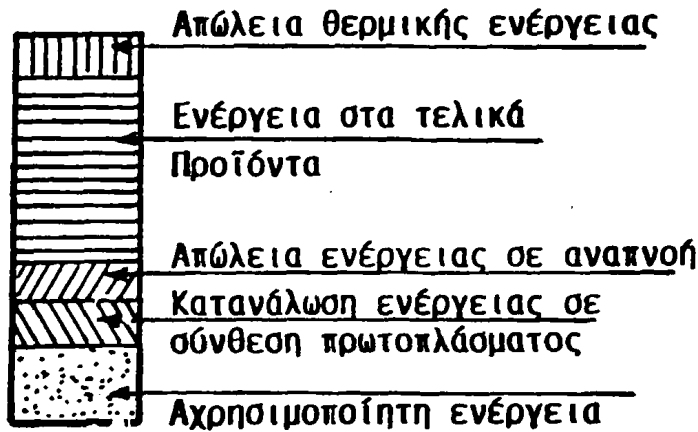 Απώλεια θερμικής ενέργειας
Ενέργεια στα τελικά
Προϊόντα
Απώλεια ενέργειας σε αναπνοή
Κατανάλωση ενέργειας σε
σύνθεση πρωτοπλάσματος
Αχρησιμοποίητη ενέργεια